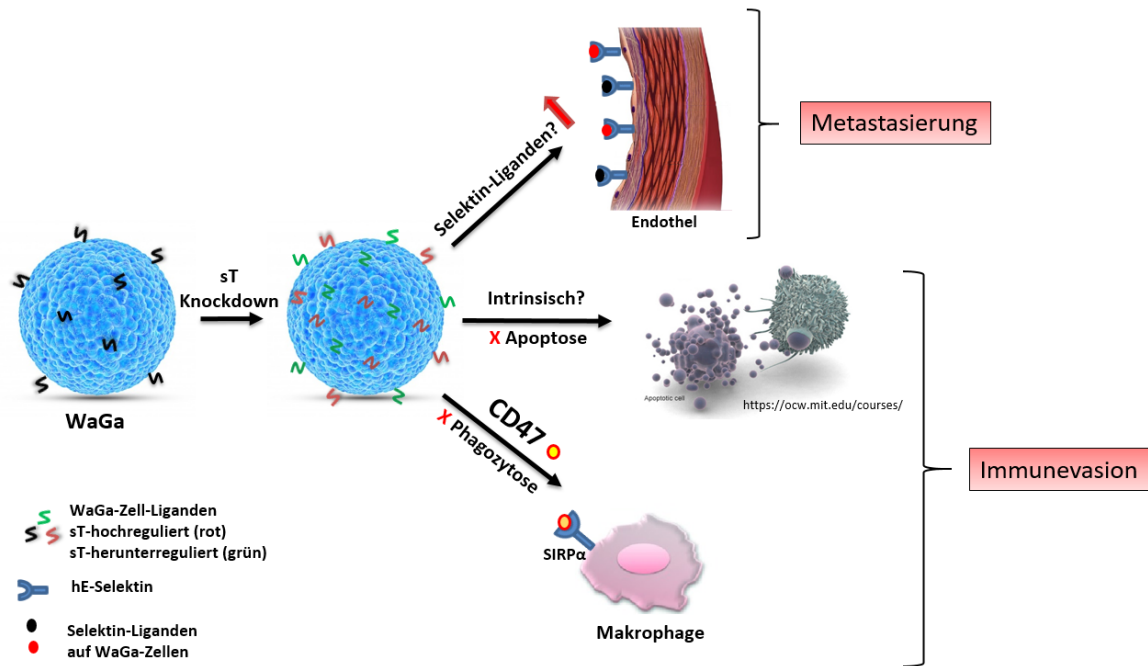 Metastasierung
Selektin-Liganden?
Endothel
sT
Knockdown
WaGa
Intrinsisch?
X Apoptose
Apoptotic cell
https://ocw.mit.edu/courses/
CD47
X Phagozytose
Immunevasion
SIRPα
Makrophage
WaGa-Zell-Liganden
sT-hochreguliert (rot)
sT-herunterreguliert (grün)
hE-Selektin
Selektin-Liganden
auf WaGa-Zellen